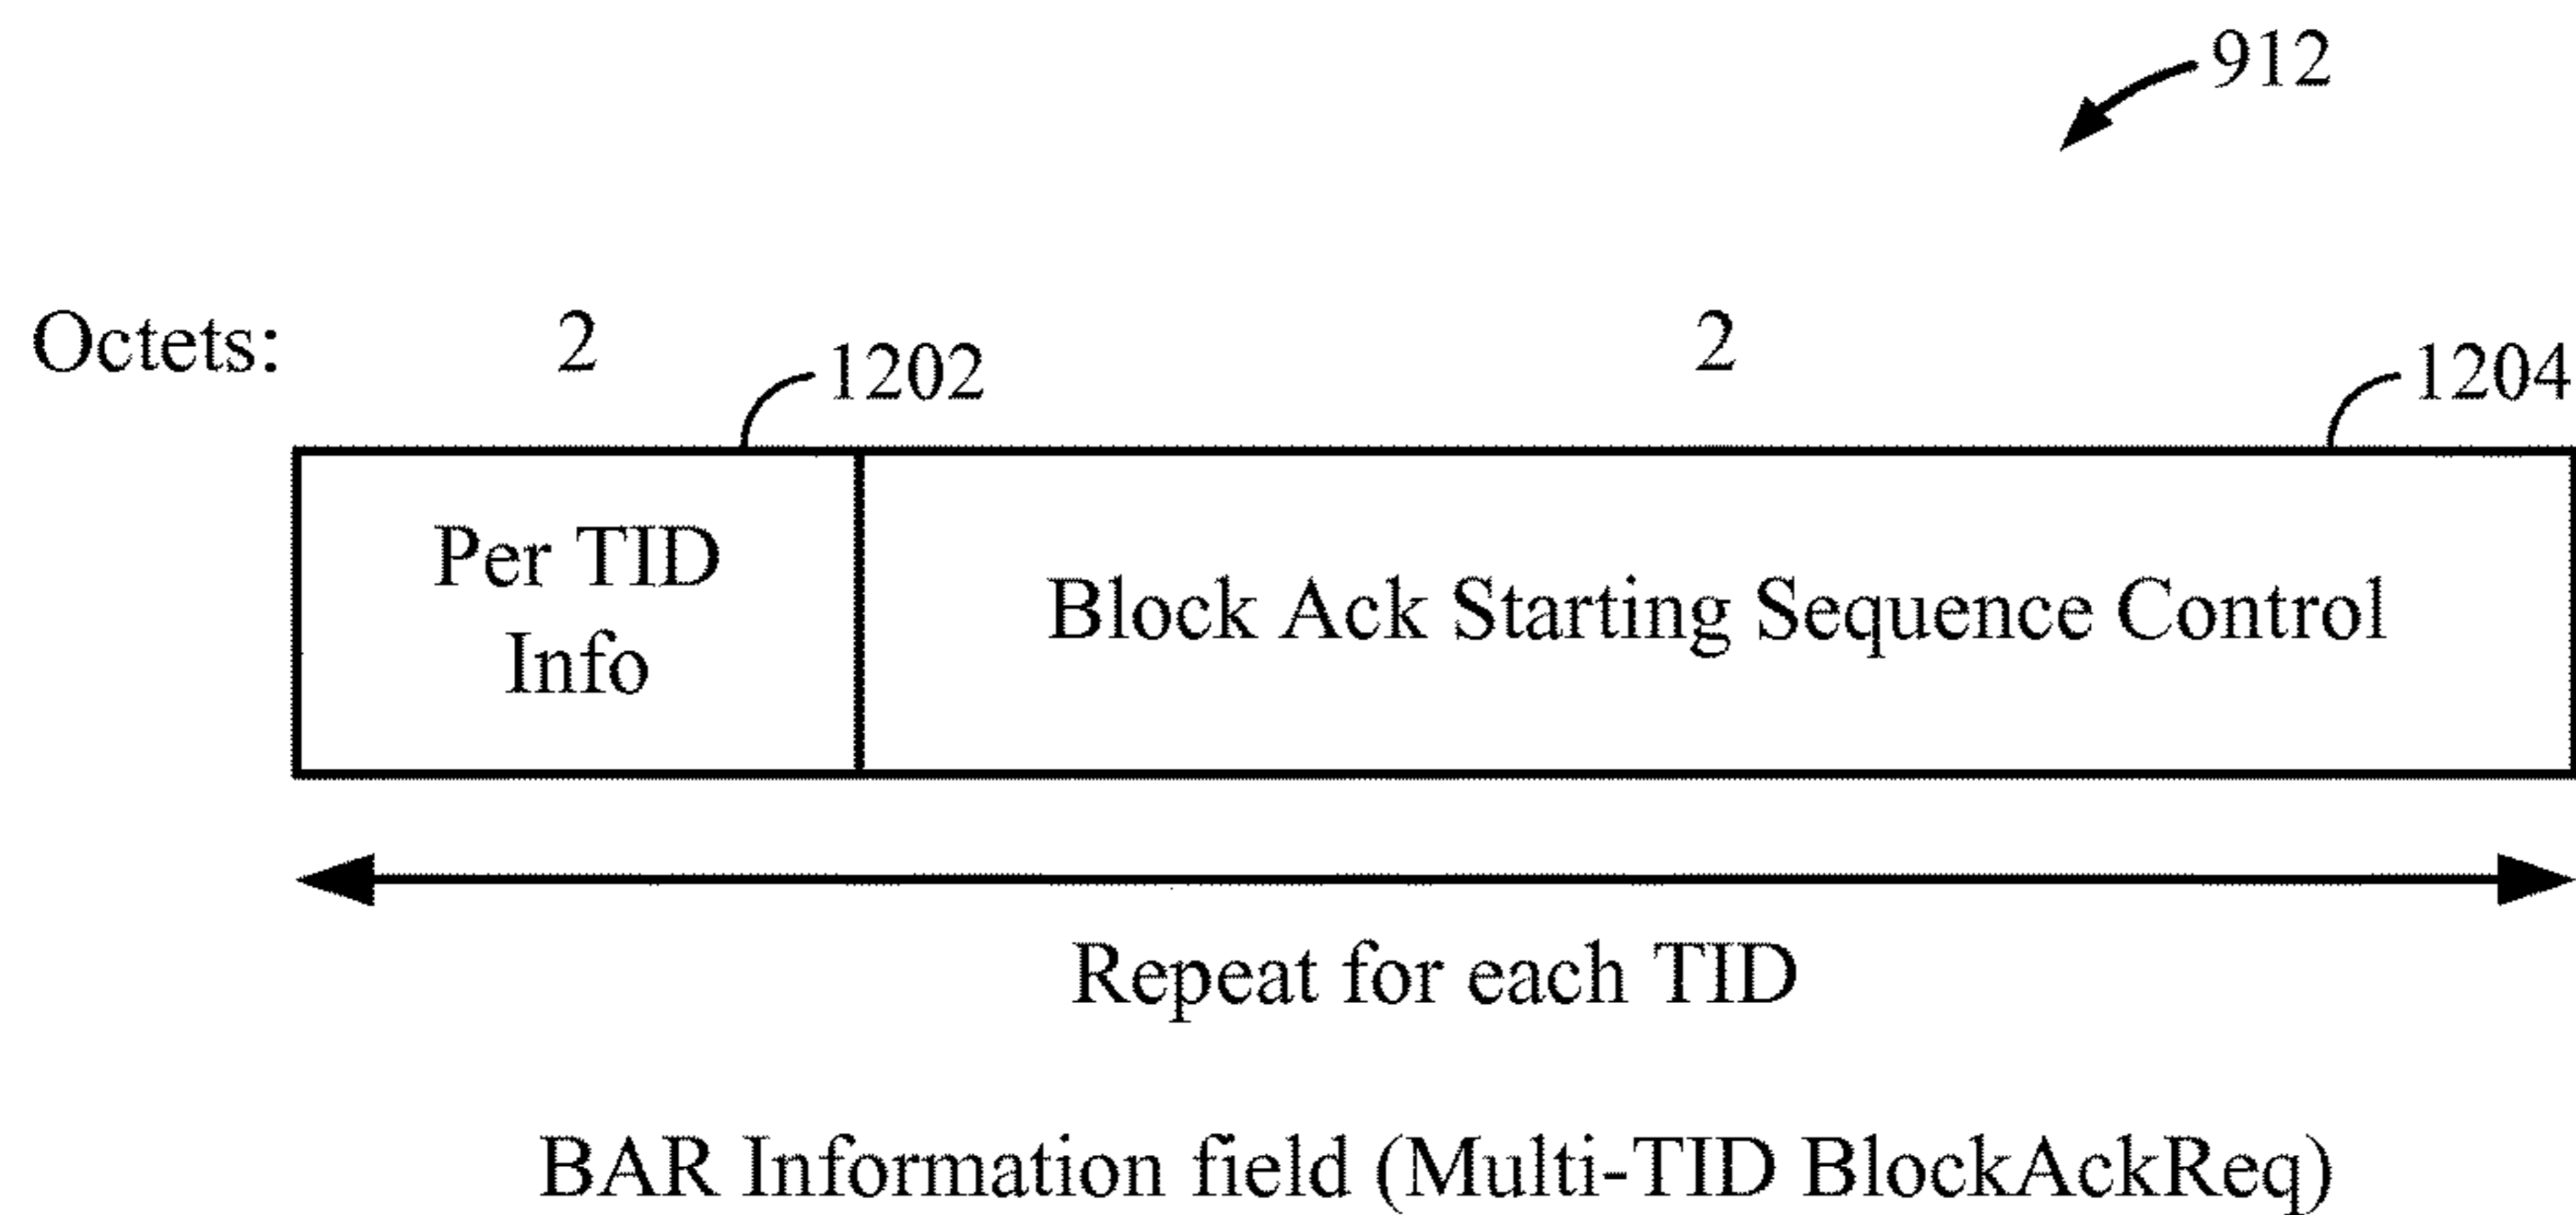 912
Octets: 2 2
1202 1204
Per TID
Info
Block Ack Starting Sequence Control
Repeat for each TID
BAR Information field (Multi-TID BlockAckReq)